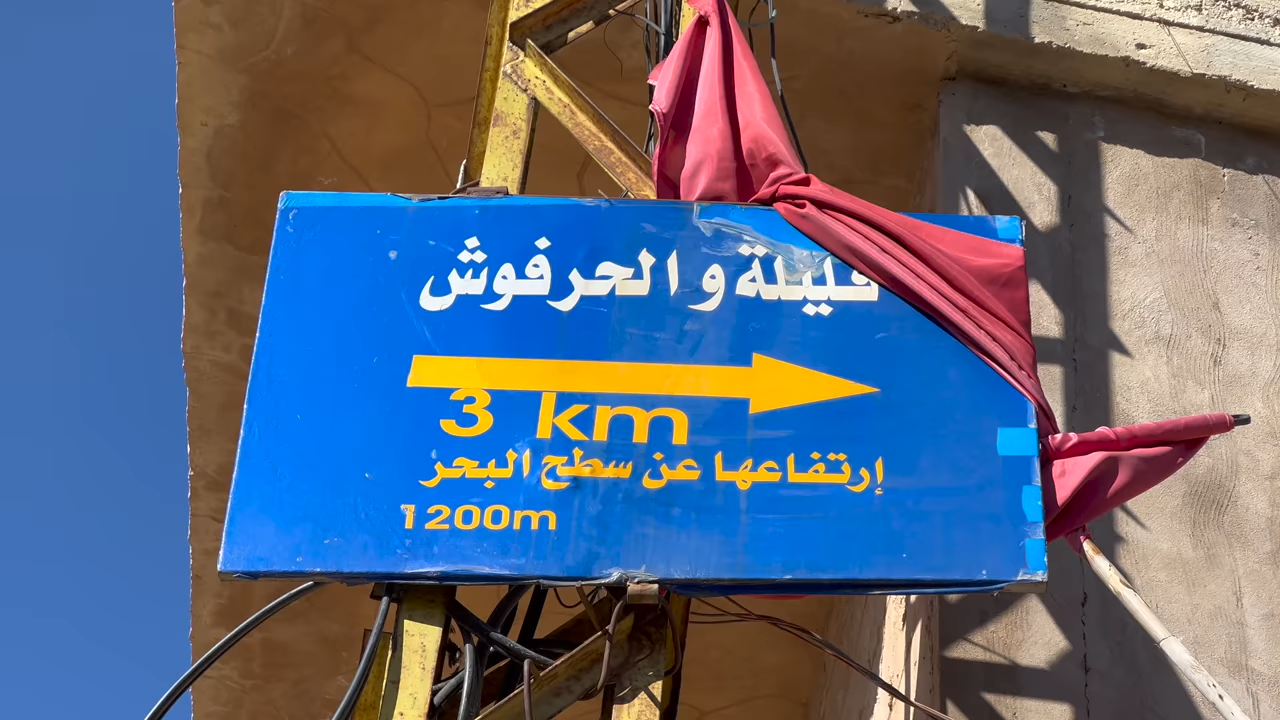 فليلة و الحرفوش
3 km
إرتفاعها عن سطح البحر
1200m